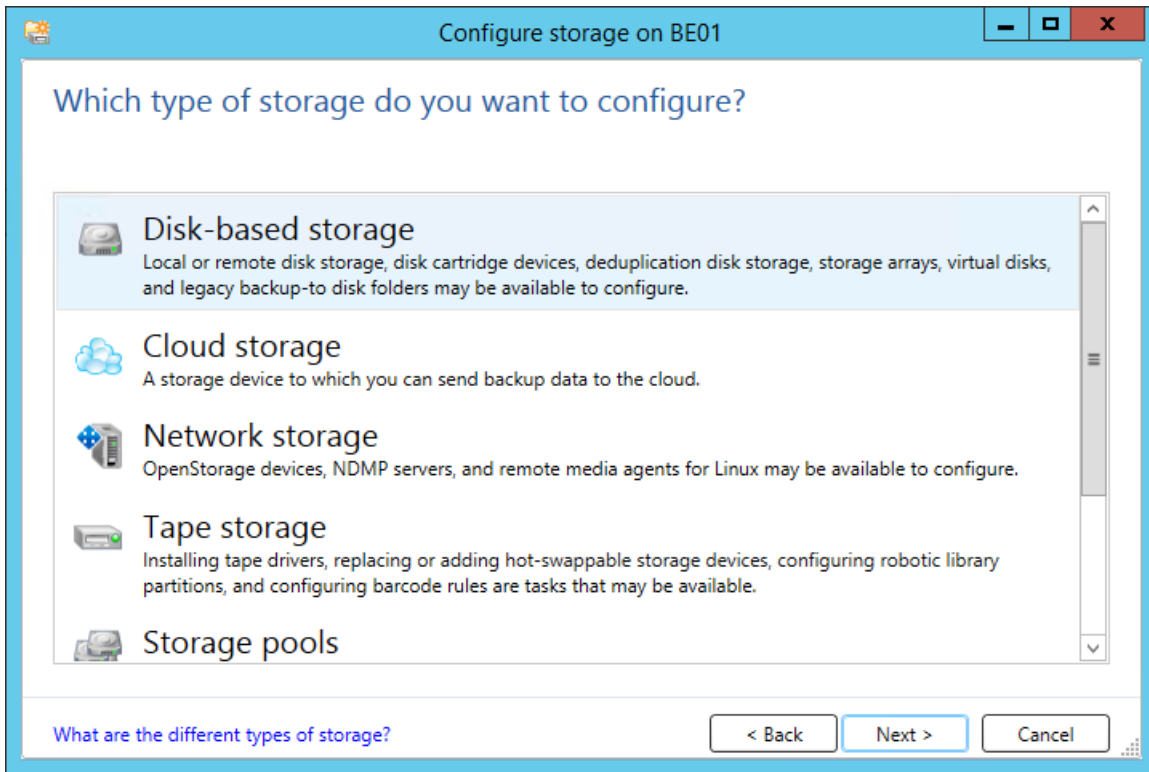 Configure storage on BE01
Which type of storage do you want to configure?
Disk-based storage
Local or remote disk storage, disk cartridge devices, deduplication disk storage, storage arrays, virtual disks,
and legacy backup-to disk folders may be available to configure.
Cloud storage
A storage device to which you can send backup data to the cloud.
Network storage
OpenStorage devices, NDMP servers, and remote media agents for Linux may be available to configure.
Tape storage
Installing tape drivers, replacing or adding hot-swappable storage devices, configuring robotic library
partitions, and configuring barcode rules are tasks that may be available.
Storage pools
What are the different types of storage?
< Back
Next >
Cancel